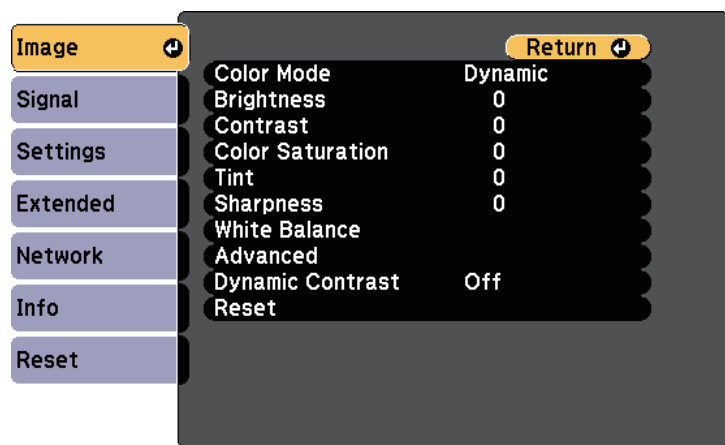 Image
Signal
Settings
Extended
Network
Info
Reset
Return
Color Mode Dynamic
Brightness 0
Contrast 0
Color Saturation 0
Tint 0
Sharpness 0
White Balance
Advanced
Dynamic Contrast Off
Reset